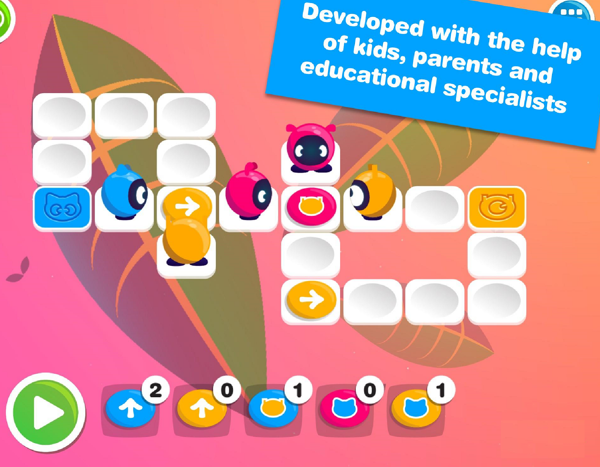 Developed with the help
of kids, parents and
educational specialists
2
0
1
0
1